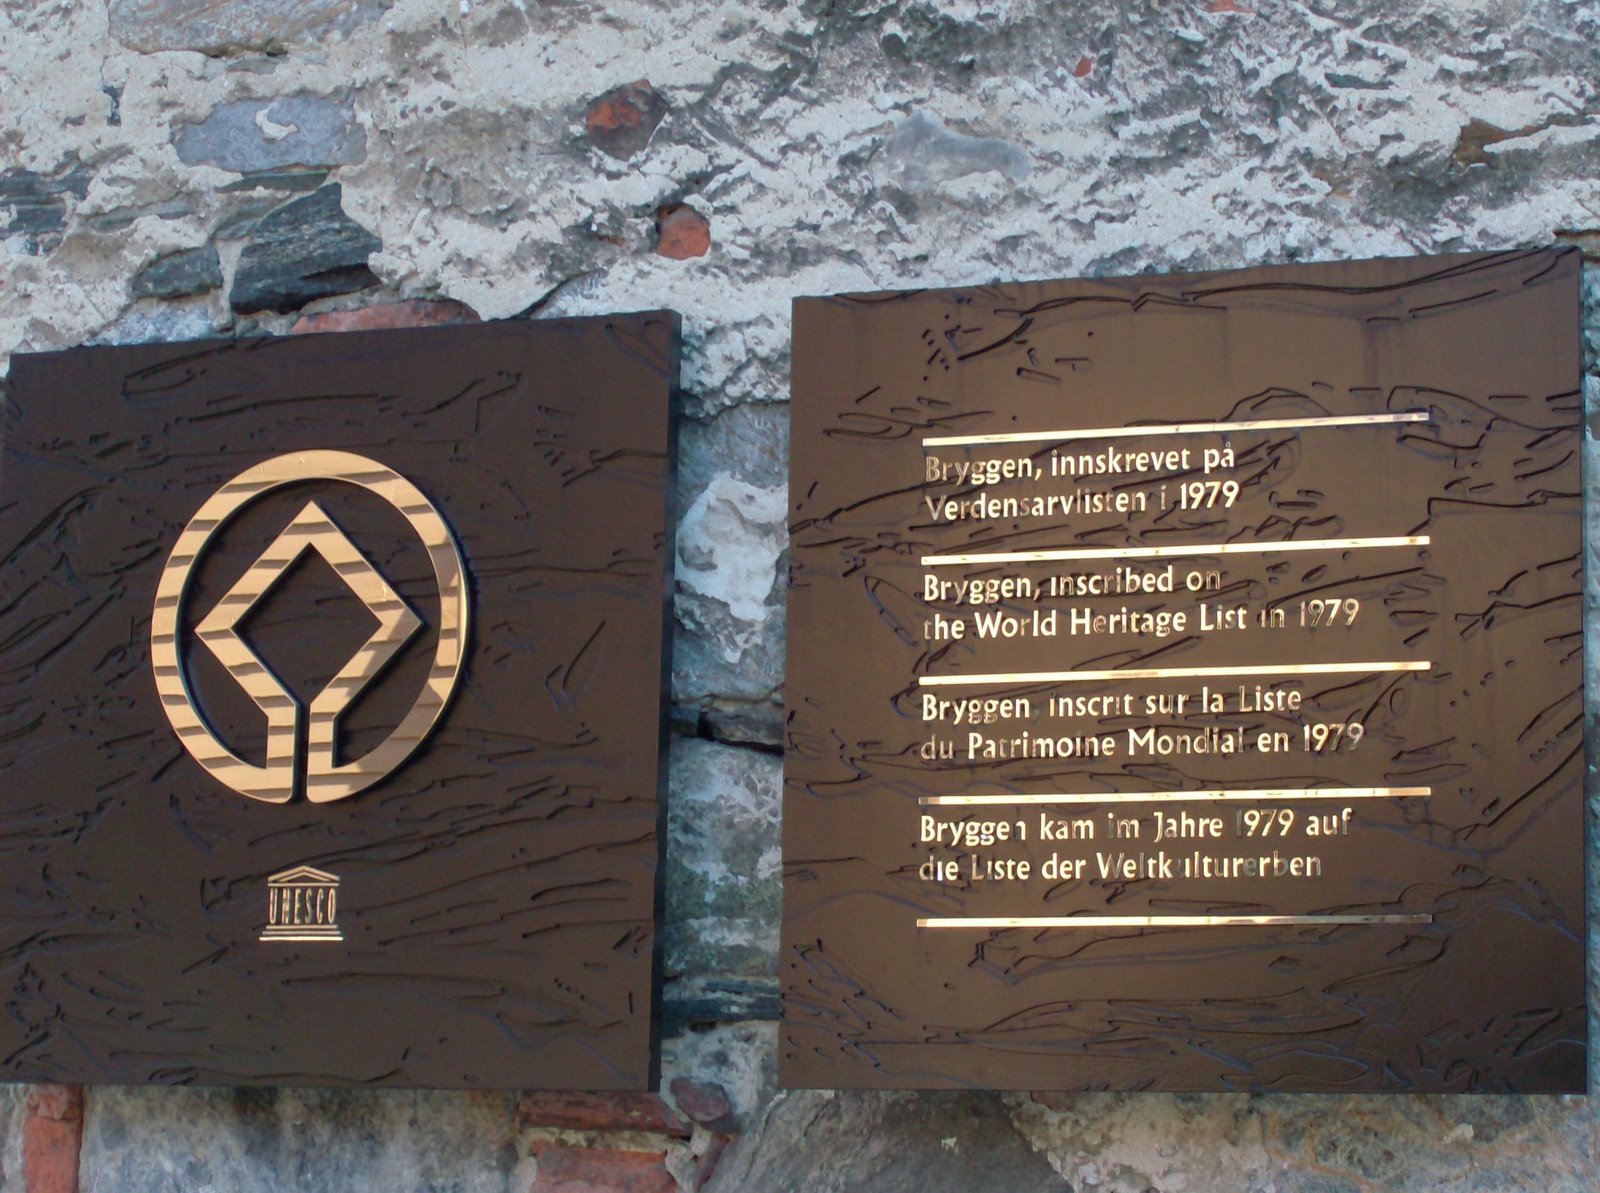 UNESCO
Bryggen, innskrevet på
Verdensarvlisten i 1979
Bryggen, inscribed on
the World Heritage List in 1979
Bryggen, inscrit sur la Liste
du Patrimoine Mondial en 1979
Bryggen kam im Jahre 1979 auf
die Liste der Weltkulturerben